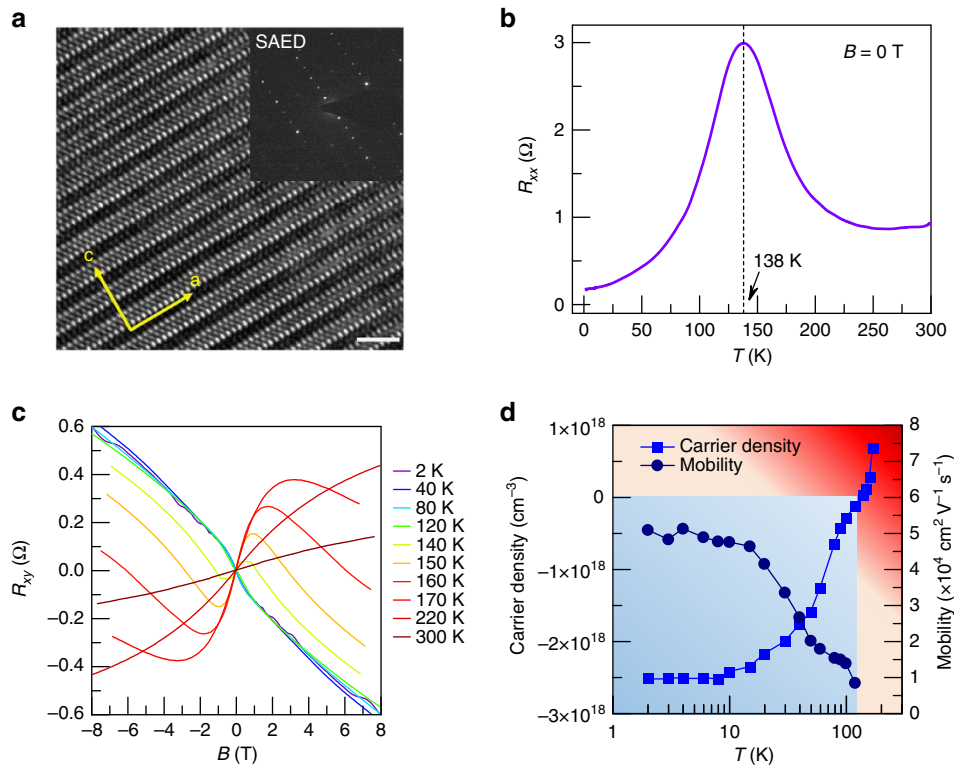 a
SAED
c
a
b
B = 0 T
3
2
1
0
R_xx (Ω)
138 K
0 50 100 150 200 250 300
T (K)
c
0.6
0.4
0.2
0.0
−0.2
−0.4
−0.6
R_xy (Ω)
−8 −6 −4 −2 0 2 4 6 8
B (T)
2 K
40 K
80 K
120 K
140 K
150 K
160 K
170 K
220 K
300 K
d
1×10^18
0
−1×10^18
−2×10^18
−3×10^18
Carrier density (cm^−3)
Carrier density
Mobility
8
7
6
5
4
3
2
1
0
Mobility (×10^4 cm^2 V^−1 s^−1)
1 10 100
T (K)